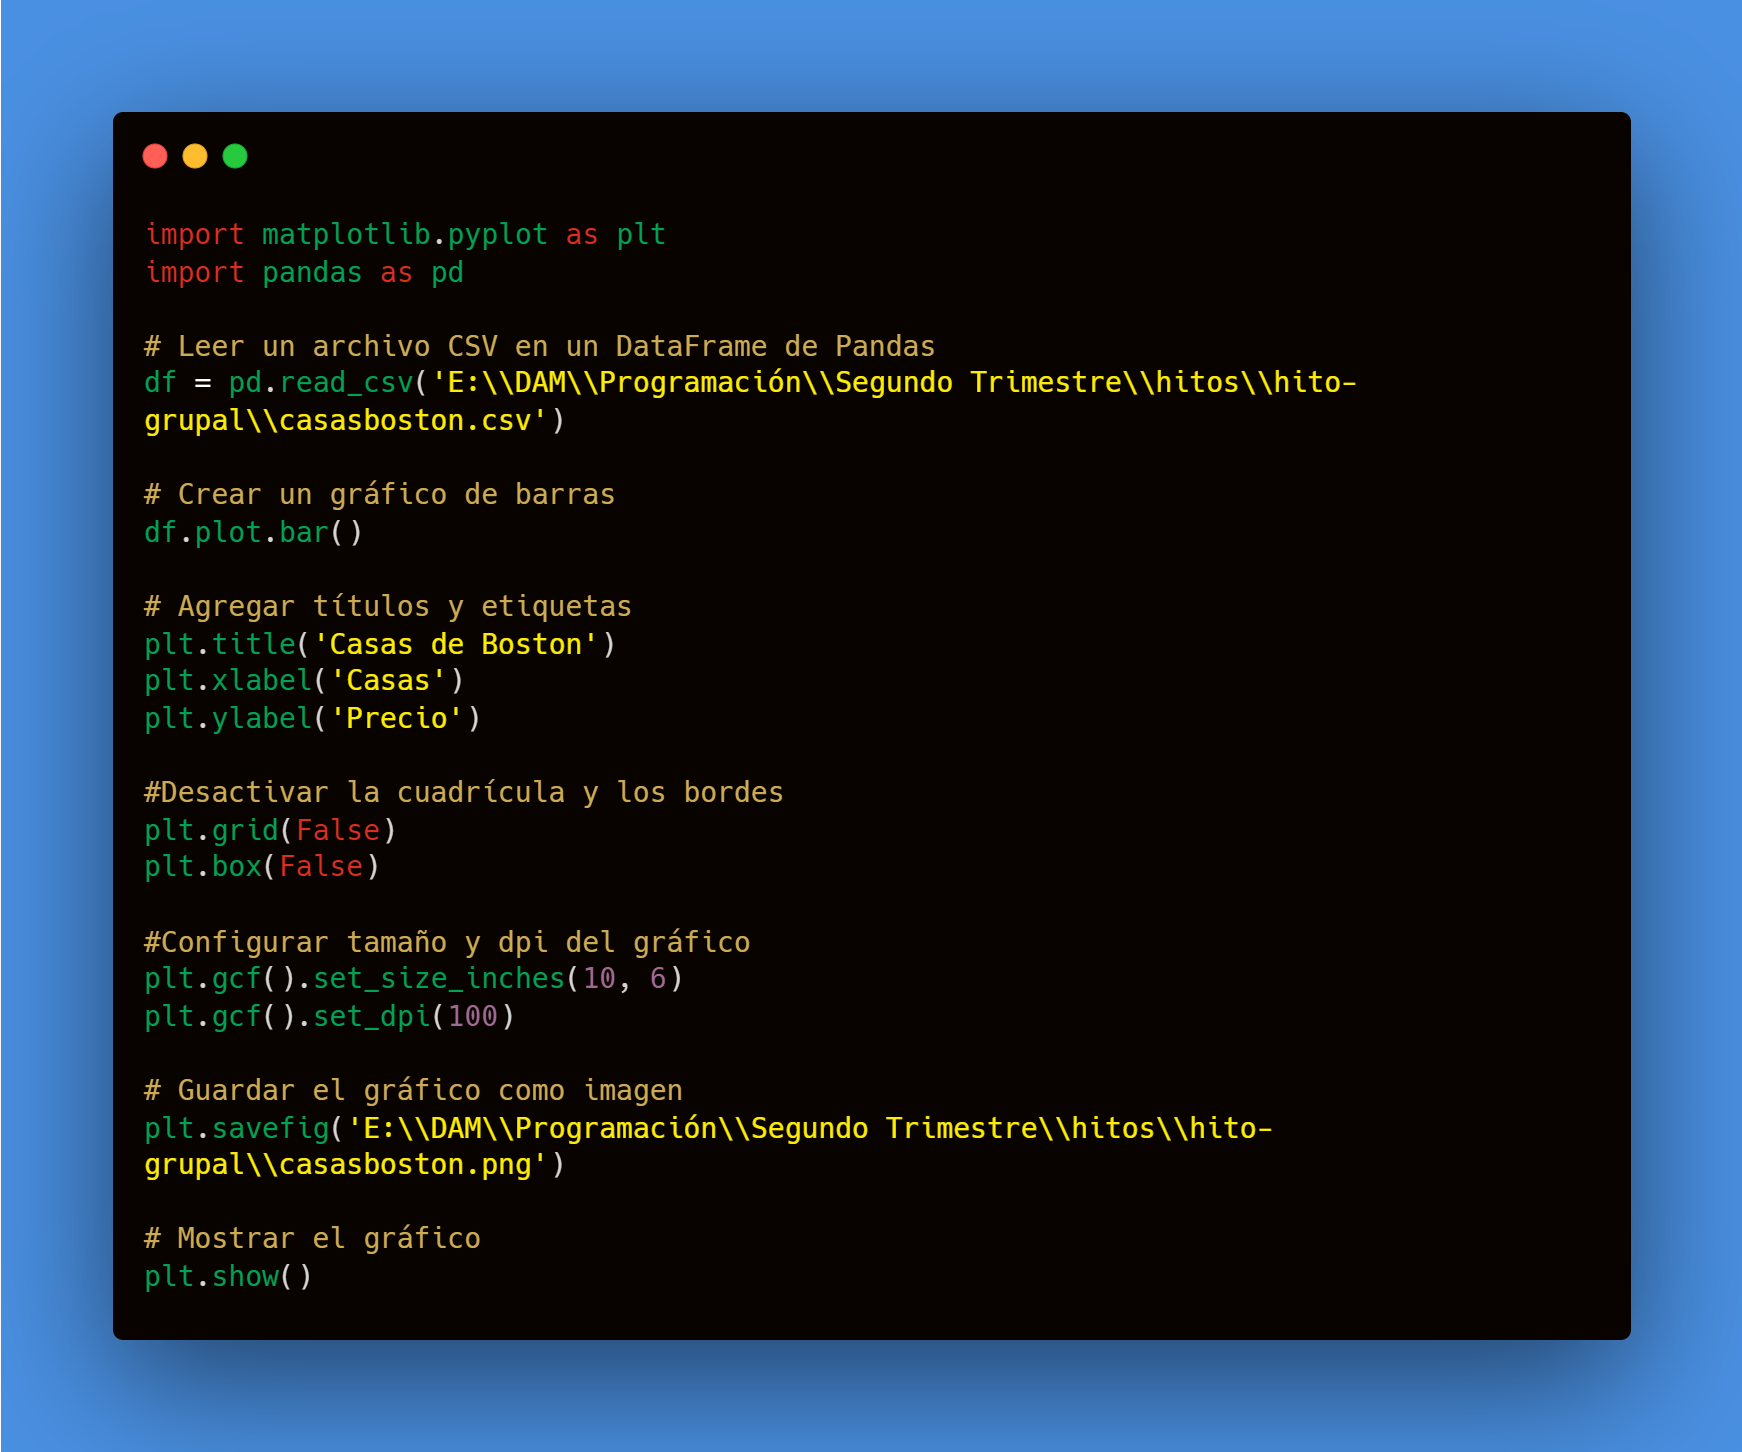 import matplotlib.pyplot as plt
import pandas as pd
# Leer un archivo CSV en un DataFrame de Pandas
df = pd.read_csv('E:\\DAM\\Programación\\Segundo Trimestre\\hitos\\hito-
grupal\\casasboston.csv')
# Crear un gráfico de barras
df.plot.bar()
# Agregar títulos y etiquetas
plt.title('Casas de Boston')
plt.xlabel('Casas')
plt.ylabel('Precio')
#Desactivar la cuadrícula y los bordes
plt.grid(False)
plt.box(False)
#Configurar tamaño y dpi del gráfico
plt.gcf().set_size_inches(10, 6)
plt.gcf().set_dpi(100)
# Guardar el gráfico como imagen
plt.savefig('E:\\DAM\\Programación\\Segundo Trimestre\\hitos\\hito-
grupal\\casasboston.png')
# Mostrar el gráfico
plt.show()